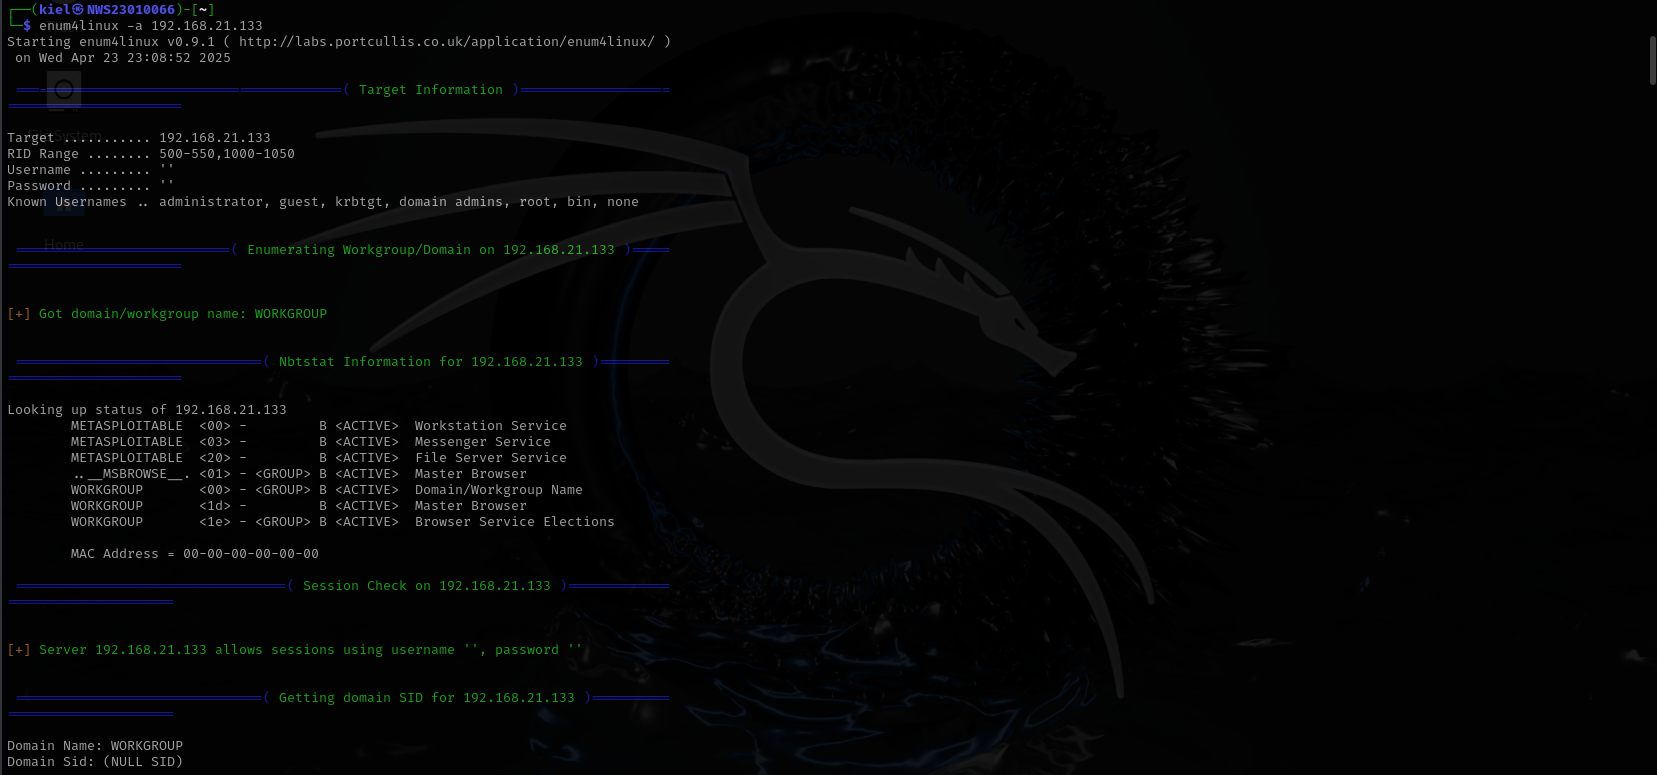 ┌──(kiel㉿NWS23010066)-[~]
└─$ enum4linux -a 192.168.21.133
Starting enum4linux v0.9.1 ( http://labs.portcullis.co.uk/application/enum4linux/ )
 on Wed Apr 23 23:08:52 2025
=========================================( Target Information )===================
======================
File System
Target ........... 192.168.21.133
RID Range ........ 500-550,1000-1050
Username ......... ''
Password ......... ''
Known Usernames .. administrator, guest, krbtgt, domain admins, root, bin, none
Home
===========================( Enumerating Workgroup/Domain on 192.168.21.133 )=====
======================
[+] Got domain/workgroup name: WORKGROUP
===============================( Nbtstat Information for 192.168.21.133 )=========
======================
Looking up status of 192.168.21.133
METASPLOITABLE  <00> -         B <ACTIVE>  Workstation Service
METASPLOITABLE  <03> -         B <ACTIVE>  Messenger Service
METASPLOITABLE  <20> -         B <ACTIVE>  File Server Service
..__MSBROWSE__. <01> - <GROUP> B <ACTIVE>  Master Browser
WORKGROUP       <00> - <GROUP> B <ACTIVE>  Domain/Workgroup Name
WORKGROUP       <1d> -         B <ACTIVE>  Master Browser
WORKGROUP       <1e> - <GROUP> B <ACTIVE>  Browser Service Elections
MAC Address = 00-00-00-00-00-00
==================================( Session Check on 192.168.21.133 )=============
=====================
[+] Server 192.168.21.133 allows sessions using username '', password ''
===============================( Getting domain SID for 192.168.21.133 )==========
=====================
Domain Name: WORKGROUP
Domain Sid: (NULL SID)